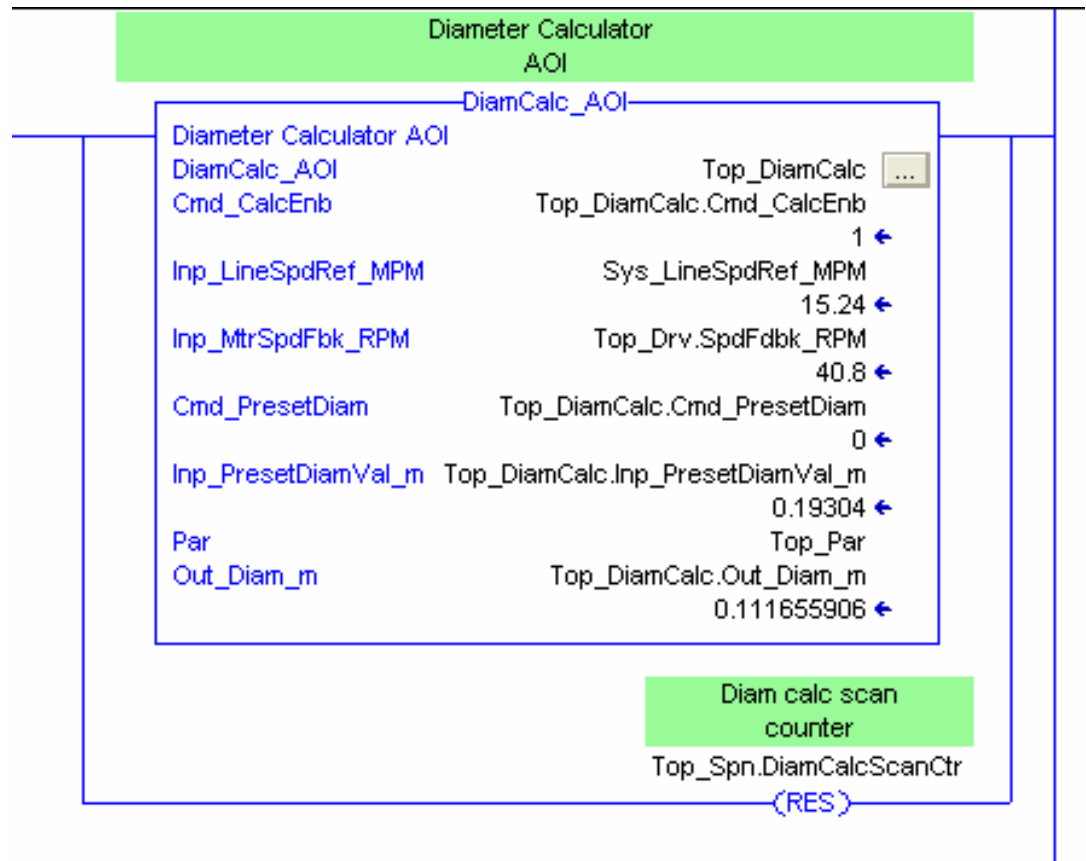 Diameter Calculator
AOI
DiamCalc_AOI
Diameter Calculator AOI
DiamCalc_AOI Top_DiamCalc ...
Cmd_CalcEnb Top_DiamCalc.Cmd_CalcEnb
1
Inp_LineSpdRef_MPM Sys_LineSpdRef_MPM
15.24
Inp_MtrSpdFbk_RPM Top_Drv.SpdFdbk_RPM
40.8
Cmd_PresetDiam Top_DiamCalc.Cmd_PresetDiam
0
Inp_PresetDiamVal_m Top_DiamCalc.Inp_PresetDiamVal_m
0.19304
Par Top_Par
Out_Diam_m Top_DiamCalc.Out_Diam_m
0.111655906
Diam calc scan
counter
Top_Spn.DiamCalcScanCtr
(RES)